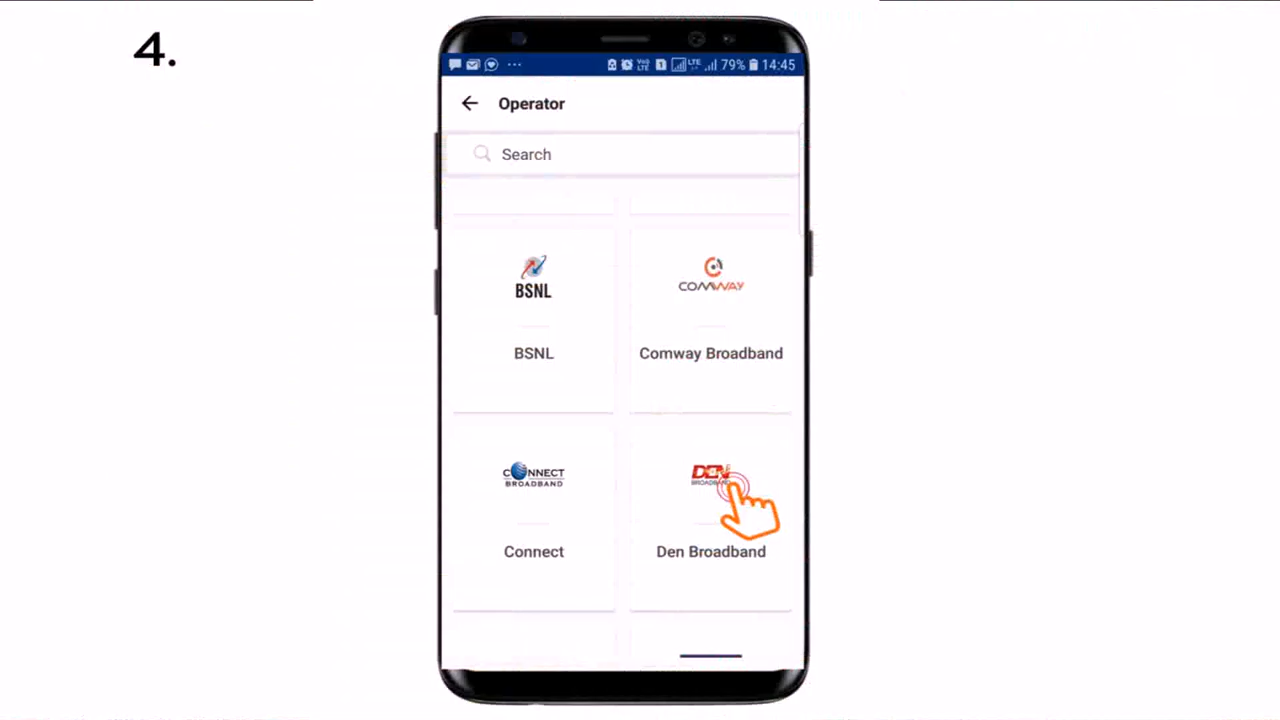 4.
79% 14:45
Operator
Search
BSNL
COMWAY
BSNL
Comway Broadband
CONNECT
BROADBAND
DEN
BROADBAND
Connect
Den Broadband